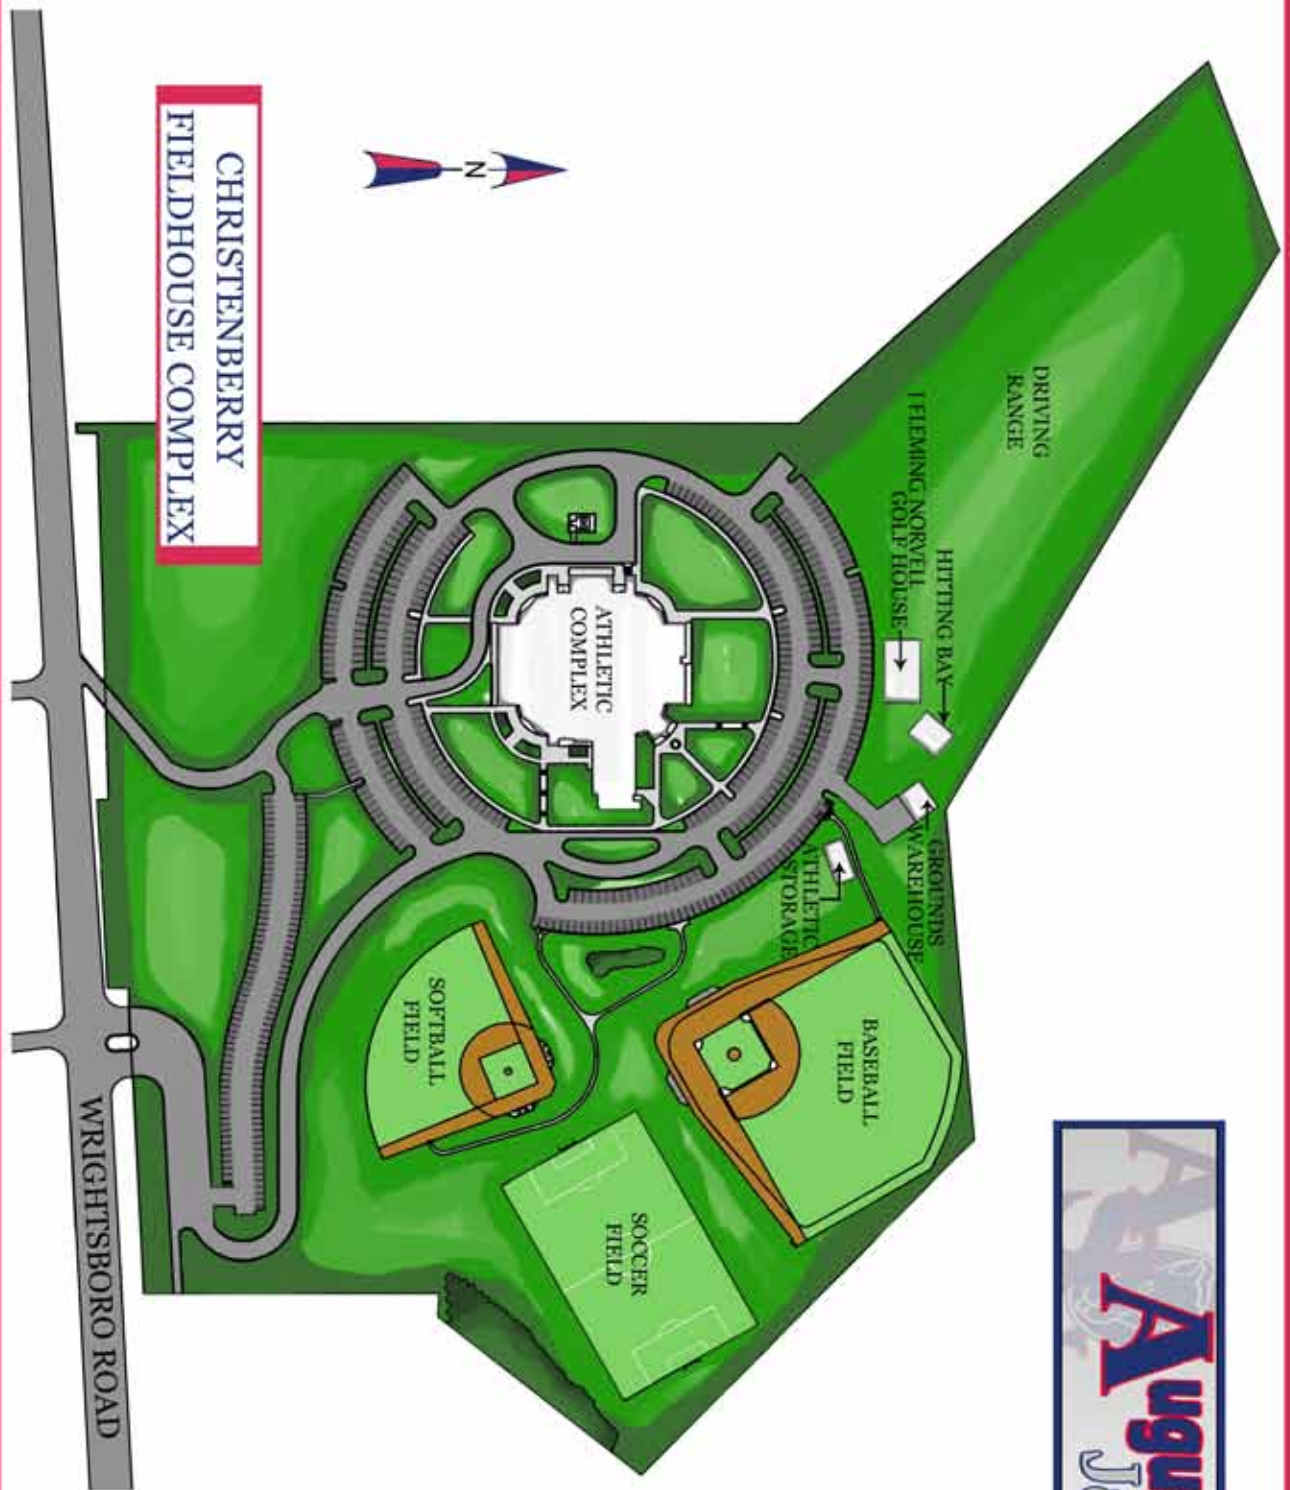 Augu
DRIVING
RANGE
HITTING BAY
J FLEMING NORVELL
GOLF HOUSE
GROUNDS
WAREHOUSE
ATHLETIC
STORAGE
BASEBALL
FIELD
ATHLETIC
COMPLEX
SOCCER
FIELD
SOFTBALL
FIELD
N
CHRISTENBERRY
FIELDHOUSE COMPLEX
WRIGHTSBORO ROAD